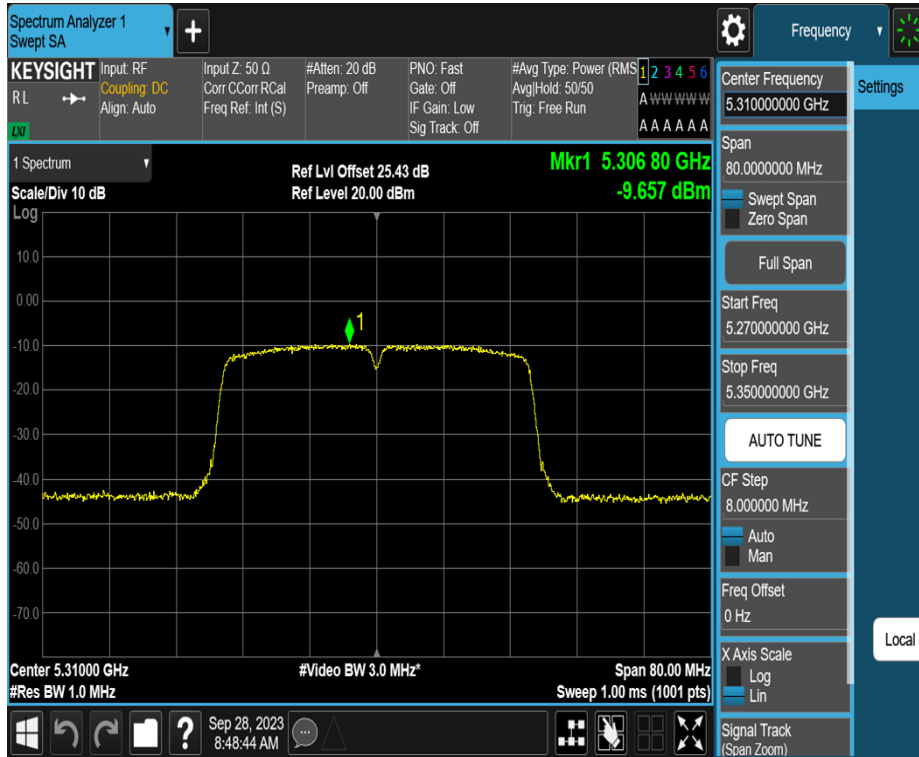 Spectrum Analyzer 1
Swept SA
+
Frequency
KEYSIGHT
R L
LXI
Input: RF
Coupling: DC
Align: Auto
Input Z: 50 Ω
Corr CCorr RCal
Freq Ref: Int (S)
#Atten: 20 dB
Preamp: Off
PNO: Fast
Gate: Off
IF Gain: Low
Sig Track: Off
#Avg Type: Power (RMS
Avg|Hold: 50/50
Trig: Free Run
1 2 3 4 5 6
A W W W W W
A A A A A A
1 Spectrum
Scale/Div 10 dB
Ref Lvl Offset 25.43 dB
Ref Level 20.00 dBm
Mkr1 5.306 80 GHz
-9.657 dBm
Log
10.0
0.00
1
-10.0
-20.0
-30.0
-40.0
-50.0
-60.0
-70.0
Center 5.31000 GHz
#Video BW 3.0 MHz*
Span 80.00 MHz
#Res BW 1.0 MHz
Sweep 1.00 ms (1001 pts)
?
Sep 28, 2023
8:48:44 AM
Center Frequency
5.310000000 GHz
Span
80.0000000 MHz
Swept Span
Zero Span
Full Span
Start Freq
5.270000000 GHz
Stop Freq
5.350000000 GHz
AUTO TUNE
CF Step
8.000000 MHz
Auto
Man
Freq Offset
0 Hz
X Axis Scale
Log
Lin
Signal Track
(Span Zoom)
Settings
Local